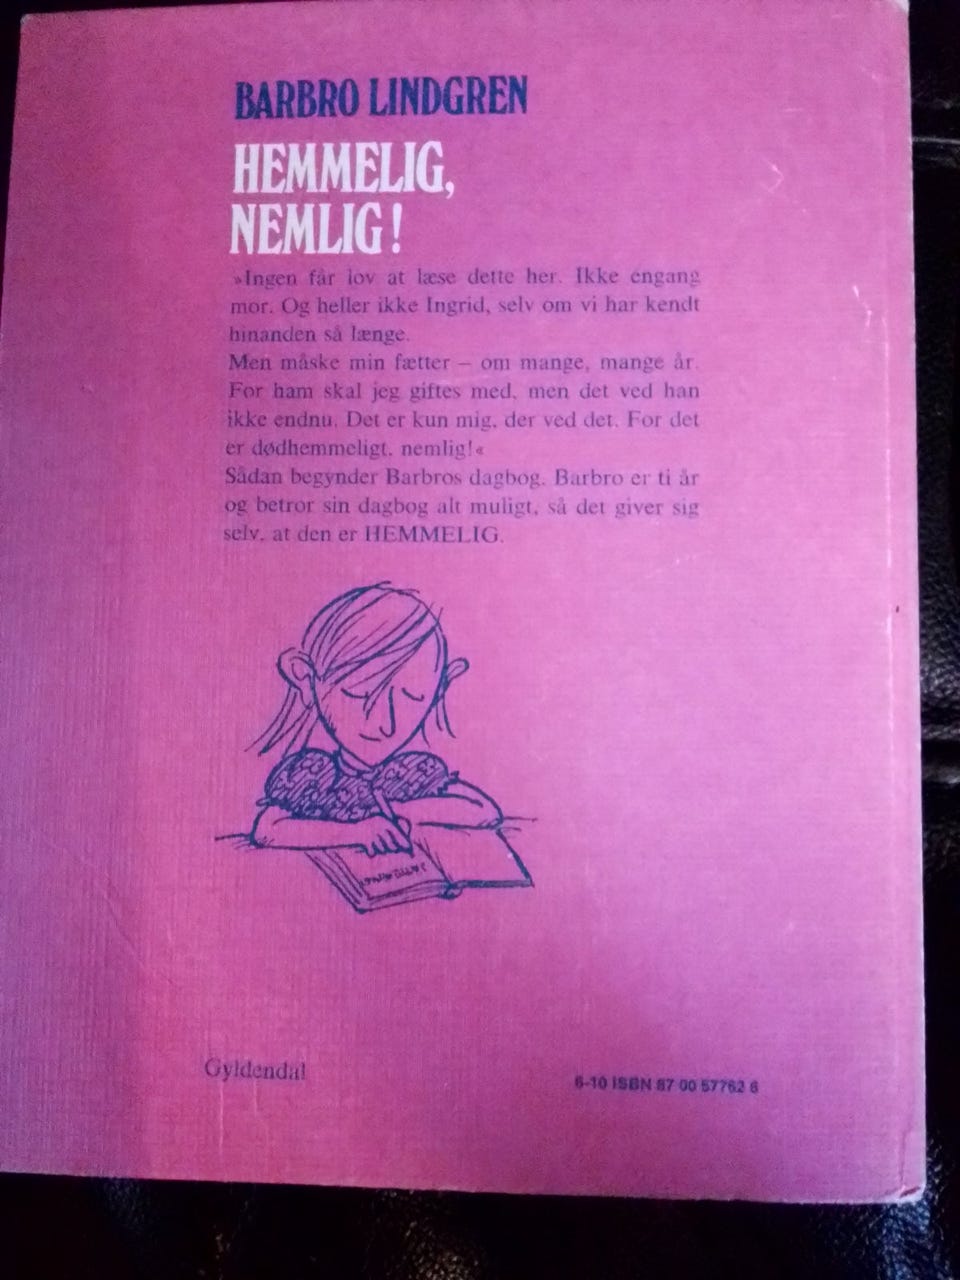 BARBRO LINDGREN
HEMMELIG,
NEMLIG!
»Ingen får lov at læse dette her. Ikke engang
mor. Og heller ikke Ingrid, selv om vi har kendt
hinanden så længe.
Men måske min fætter – om mange, mange år.
For ham skal jeg giftes med, men det ved han
ikke endnu. Det er kun mig, der ved det. For det
er dødhemmeligt, nemlig!«
Sådan begynder Barbros dagbog. Barbro er ti år
og betror sin dagbog alt muligt, så det giver sig
selv, at den er HEMMELIG.
Gyldendal
6-10 ISBN 87 00 57762 6